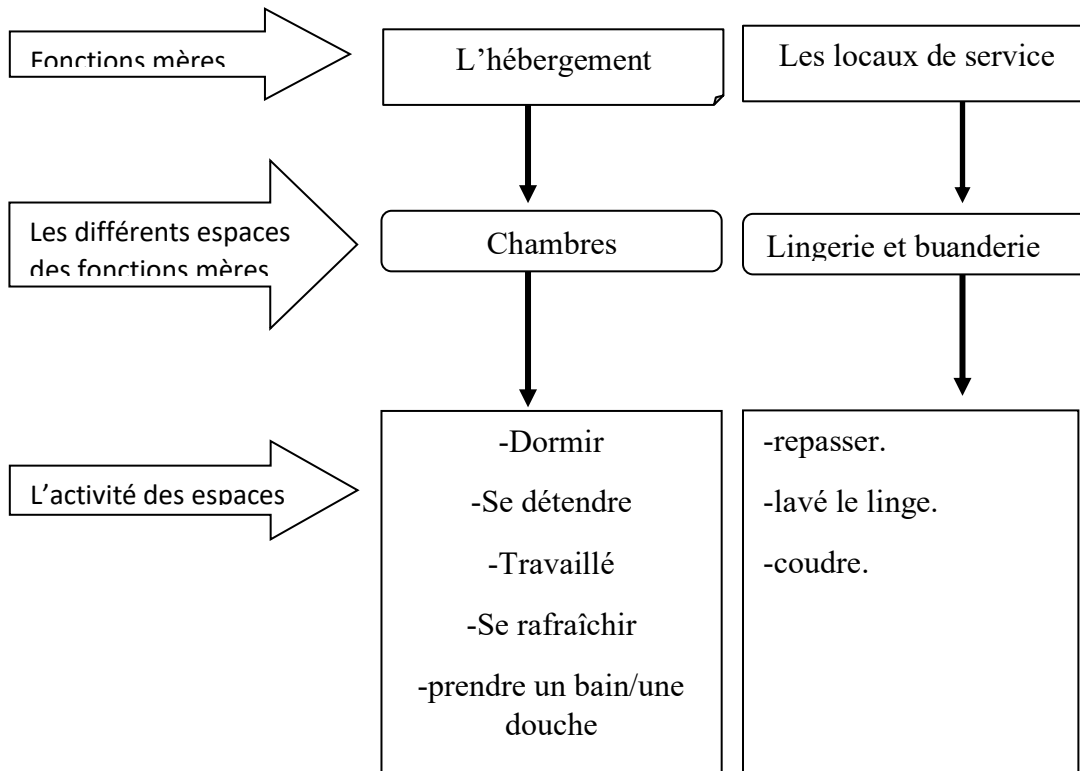 Fonctions mères
L’hébergement
Les locaux de service
Les différents espaces
des fonctions mères
Chambres
Lingerie et buanderie
L’activité des espaces
-Dormir
-Se détendre
-Travaillé
-Se rafraîchir
-prendre un bain/une
douche
-repasser.
-lavé le linge.
-coudre.